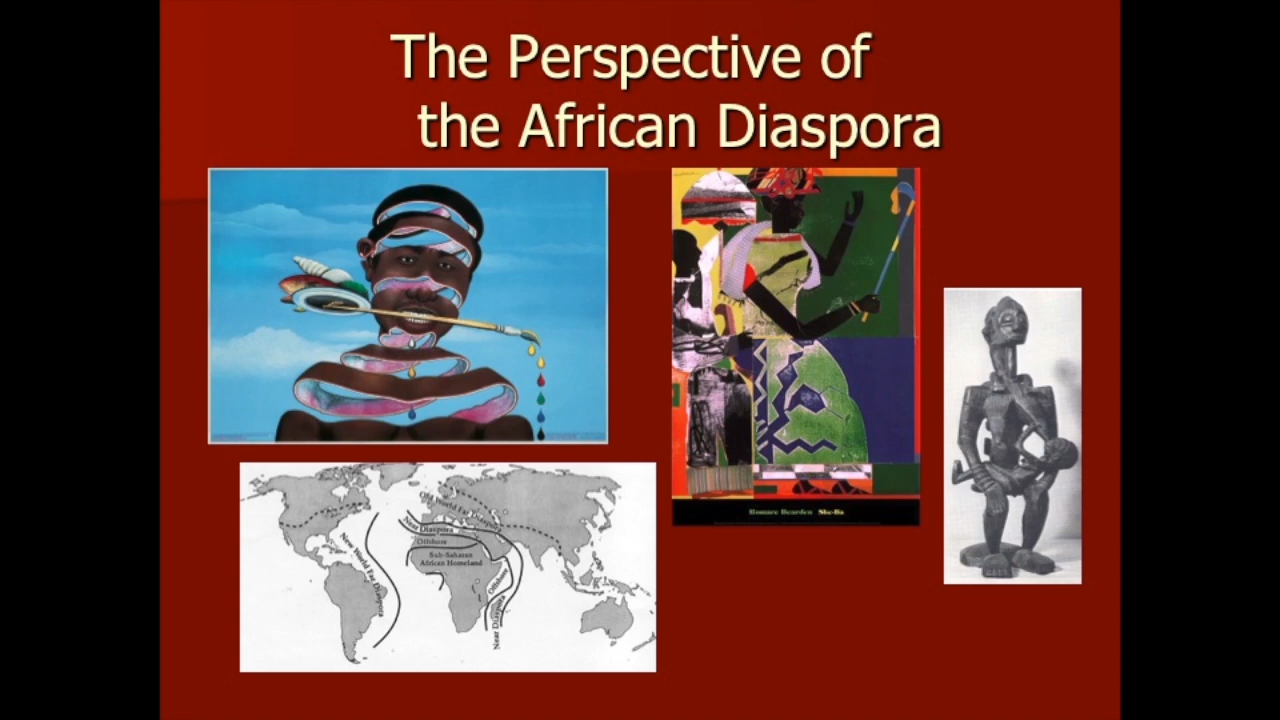 The Perspective of
the African Diaspora
Romare Bearden She-Ba
Old World Far Diaspora
Near Diaspora
Offshore
Sub-Saharan
African Homeland
New World Far Diaspora
Offshore
Near Diaspora